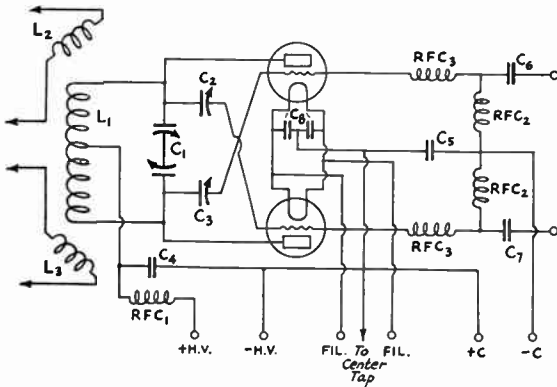 L2
RFC3
C6
C2
L1
C8
RFC2
C1
C5
C3
RFC2
L3
C4
RFC3
C7
RFC1
+H.V.
-H.V.
FIL.
To
Center
Tap
FIL.
+C
-C